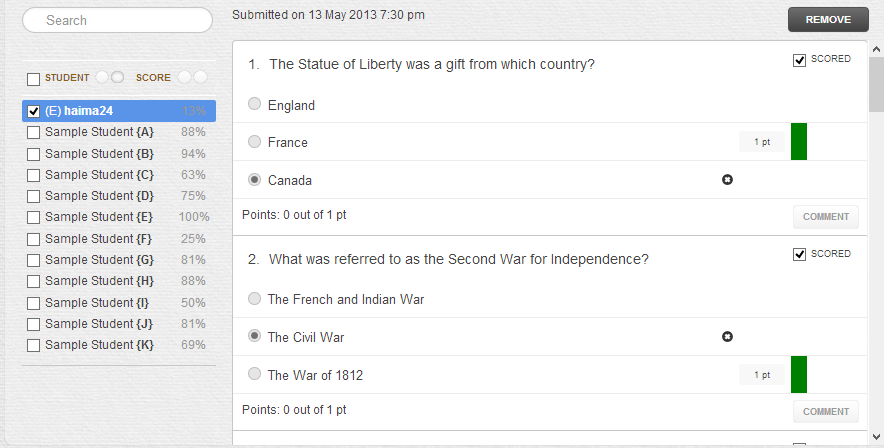 Search
Submitted on 13 May 2013 7:30 pm
REMOVE
STUDENT SCORE
(E) haima24 13%
Sample Student {A} 88%
Sample Student {B} 94%
Sample Student {C} 63%
Sample Student {D} 75%
Sample Student {E} 100%
Sample Student {F} 25%
Sample Student {G} 81%
Sample Student {H} 88%
Sample Student {I} 50%
Sample Student {J} 81%
Sample Student {K} 69%
1. The Statue of Liberty was a gift from which country?
SCORED
England
France
1 pt
Canada
Points: 0 out of 1 pt
COMMENT
2. What was referred to as the Second War for Independence?
SCORED
The French and Indian War
The Civil War
The War of 1812
1 pt
Points: 0 out of 1 pt
COMMENT